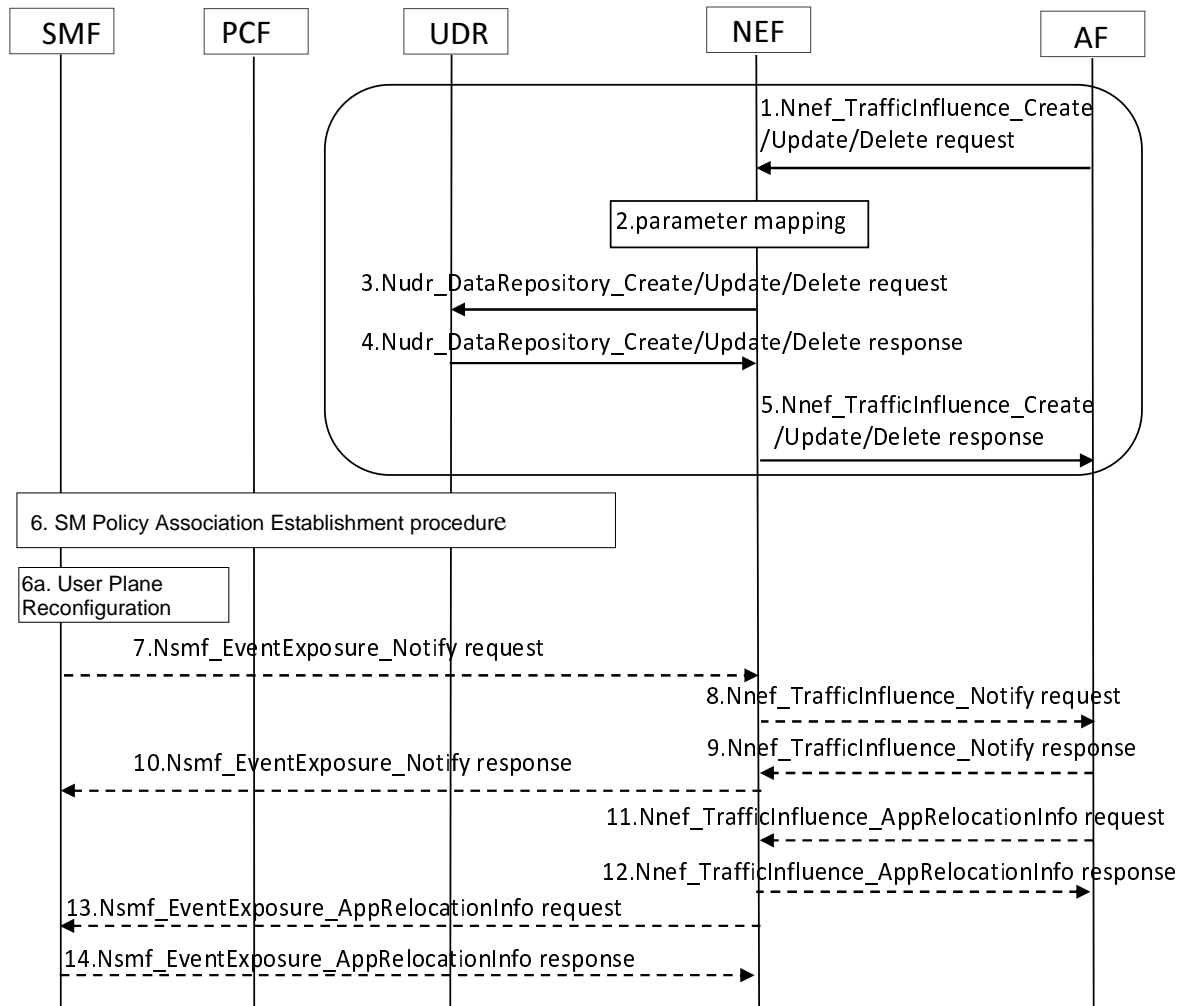 SMF
PCF
UDR
NEF
AF
1.Nnef_TrafficInfluence_Create
/Update/Delete request
2.parameter mapping
3.Nudr_DataRepository_Create/Update/Delete request
4.Nudr_DataRepository_Create/Update/Delete response
5.Nnef_TrafficInfluence_Create
/Update/Delete response
6. SM Policy Association Establishment procedure
6a. User Plane
Reconfiguration
7.Nsmf_EventExposure_Notify request
8.Nnef_TrafficInfluence_Notify request
9.Nnef_TrafficInfluence_Notify response
10.Nsmf_EventExposure_Notify response
11.Nnef_TrafficInfluence_AppRelocationInfo request
12.Nnef_TrafficInfluence_AppRelocationInfo response
13.Nsmf_EventExposure_AppRelocationInfo request
14.Nsmf_EventExposure_AppRelocationInfo response